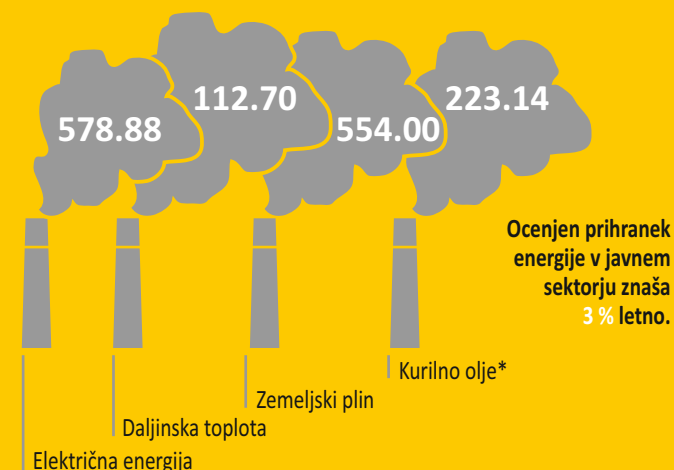 578.88
112.70
554.00
223.14
Ocenjen prihranek
energije v javnem
sektorju znaša
3 % letno.
Kurilno olje*
Zemeljski plin
Daljinska toplota
Električna energija